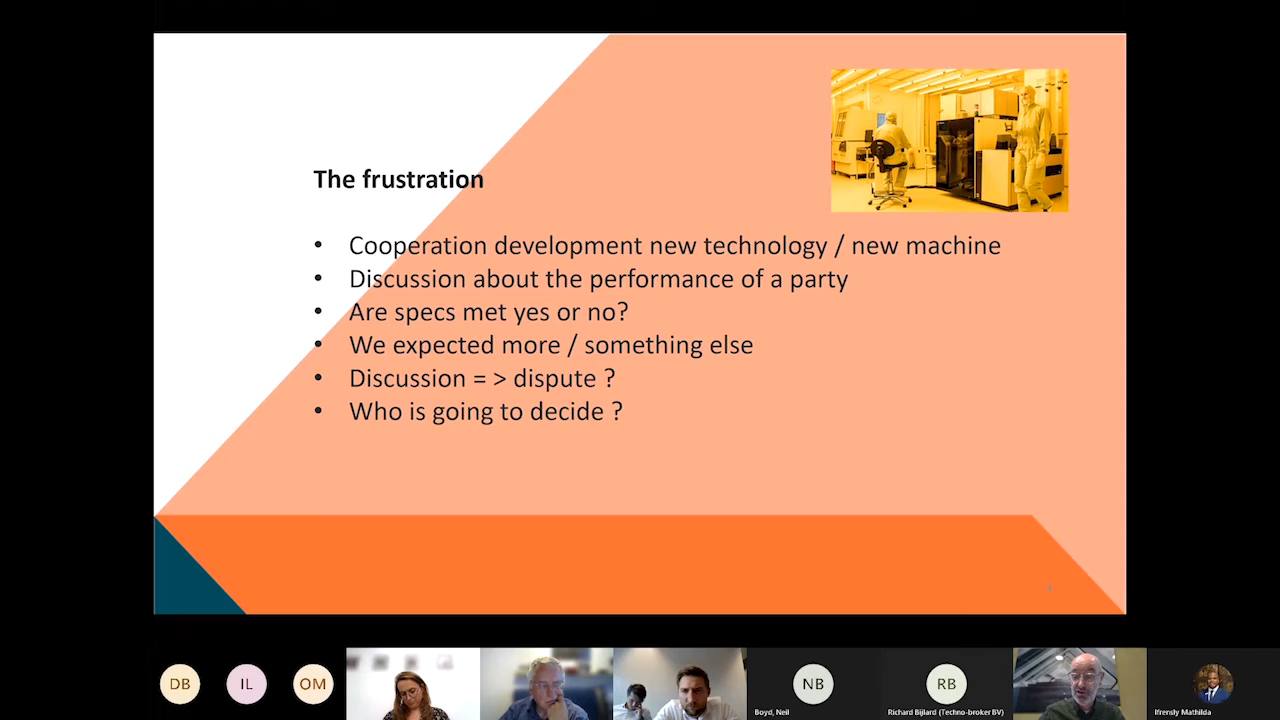 The frustration
• Cooperation development new technology / new machine
• Discussion about the performance of a party
• Are specs met yes or no?
• We expected more / something else
• Discussion = > dispute ?
• Who is going to decide ?
DB
IL
OM
NB
Boyd, Neil
RB
Richard Bijlard (Techno-broker BV)
Ifrensly Mathilda